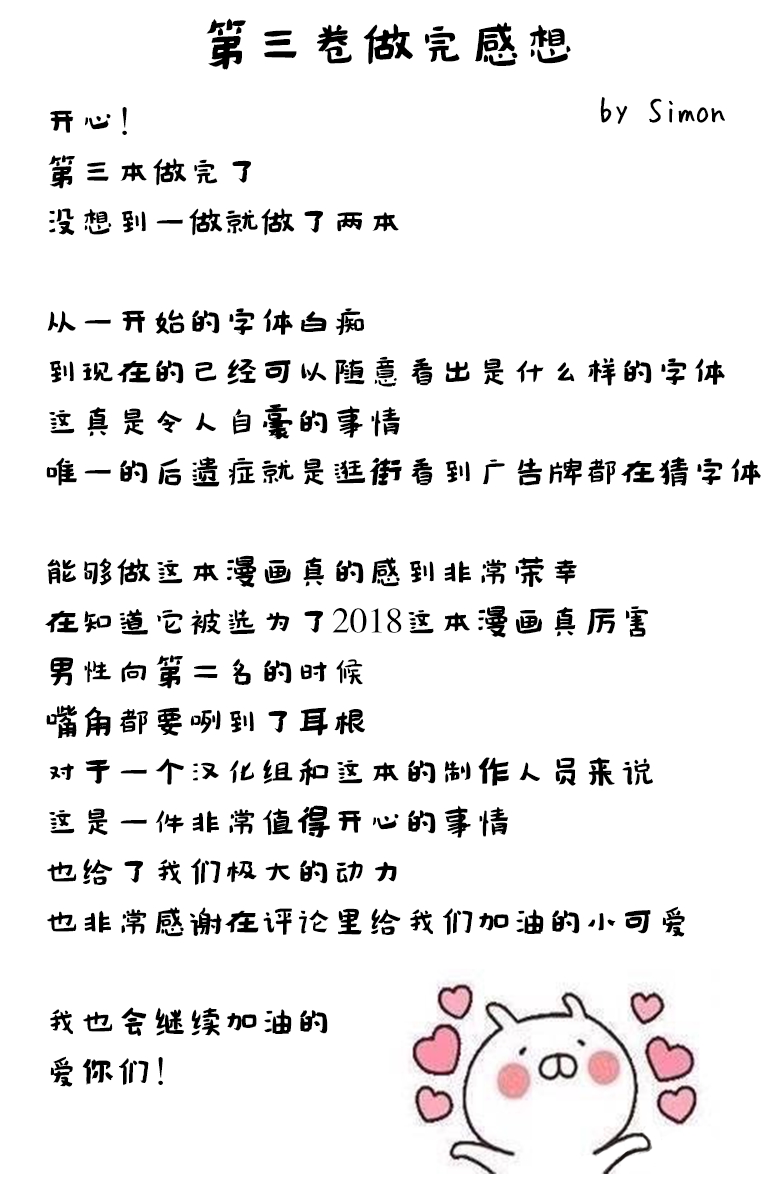 第三卷做完感想
by Simon
开心!
第三本做完了
没想到一做就做了两本
从一开始的字体白痴
到现在的已经可以随意看出是什么样的字体
这真是令人自囊的事情
唯一的后遗症就是逛街看到广告牌都在猜字体
能够做这本漫画真的感到非常荣幸
在知道它被选为了2018这本漫画真厉害
男性向第二名的时候
嘴角都要咧到了耳根
对于一个汉化组和这本的制作人员来说
这是一件非常值得开心的事情
也给了我们极大的动力
也非常感谢在评论里给我们加油的小可爱
我也会继续加油的
爱你们!